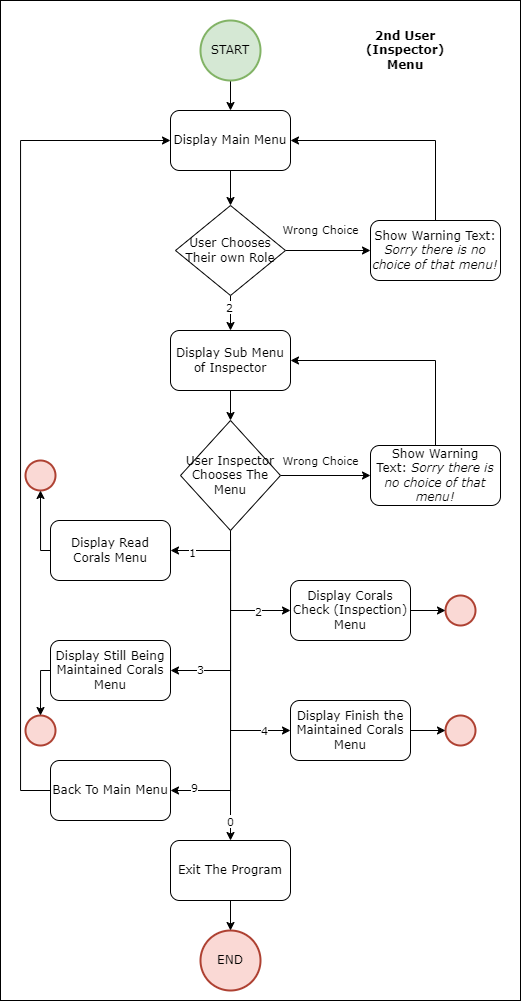 START
2nd User
(Inspector)
Menu
Display Main Menu
User Chooses
Their own Role
Wrong Choice
Show Warning Text:
Sorry there is no
choice of that menu!
2
Display Sub Menu
of Inspector
User Inspector
Chooses The
Menu
Wrong Choice
Show Warning
Text: Sorry there is
no choice of that
menu!
Display Read
Corals Menu
1
2
Display Corals
Check (Inspection)
Menu
Display Still Being
Maintained Corals
Menu
3
4
Display Finish the
Maintained Corals
Menu
Back To Main Menu
9
0
Exit The Program
END